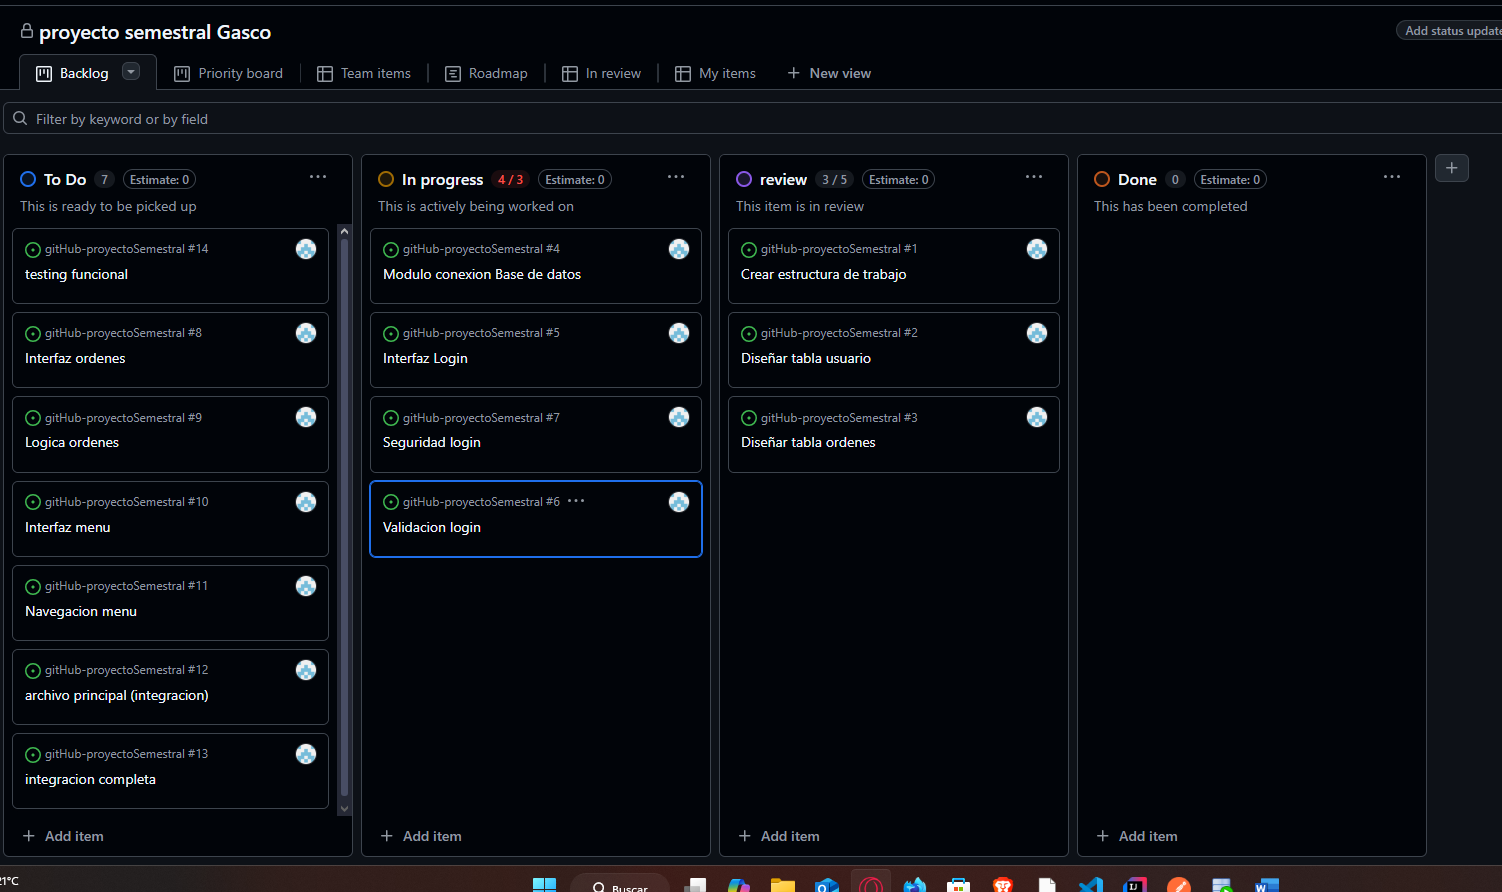 proyecto semestral Gasco
Add status update
Backlog
Priority board
Team items
Roadmap
In review
My items
New view
Filter by keyword or by field
To Do 7 Estimate: 0
This is ready to be picked up
gitHub-proyectoSemestral #14
testing funcional
gitHub-proyectoSemestral #8
Interfaz ordenes
gitHub-proyectoSemestral #9
Logica ordenes
gitHub-proyectoSemestral #10
Interfaz menu
gitHub-proyectoSemestral #11
Navegacion menu
gitHub-proyectoSemestral #12
archivo principal (integracion)
gitHub-proyectoSemestral #13
integracion completa
Add item
In progress 4 / 3 Estimate: 0
This is actively being worked on
gitHub-proyectoSemestral #4
Modulo conexion Base de datos
gitHub-proyectoSemestral #5
Interfaz Login
gitHub-proyectoSemestral #7
Seguridad login
gitHub-proyectoSemestral #6
Validacion login
Add item
review 3 / 5 Estimate: 0
This item is in review
gitHub-proyectoSemestral #1
Crear estructura de trabajo
gitHub-proyectoSemestral #2
Diseñar tabla usuario
gitHub-proyectoSemestral #3
Diseñar tabla ordenes
Add item
Done 0 Estimate: 0
This has been completed
Add item
21°C
Buscar